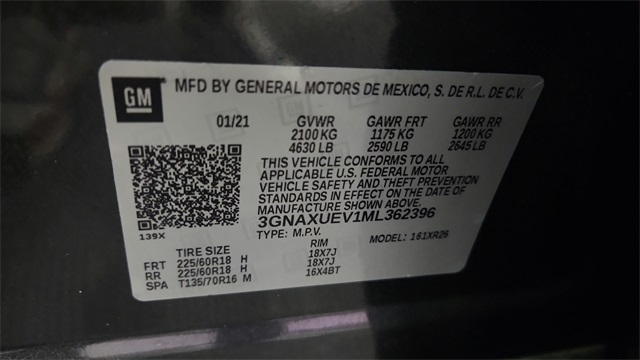 GM
MFD BY GENERAL MOTORS DE MEXICO, S. DE R.L. DE C.V.
01/21 GVWR GAWR FRT GAWR RR
2100 KG 1175 KG 1200 KG
4630 LB 2590 LB 2645 LB
THIS VEHICLE CONFORMS TO ALL
APPLICABLE U.S. FEDERAL MOTOR
VEHICLE SAFETY AND THEFT PREVENTION
STANDARDS IN EFFECT ON THE DATE OF
MANUFACTURE SHOWN ABOVE.
3GNAXUEV1ML362396
139X
TYPE: M.P.V. MODEL: 161XR26
TIRE SIZE RIM
FRT 225/60R18 H 18X7J
RR 225/60R18 H 18X7J
SPA T135/70R16 M 16X4BT